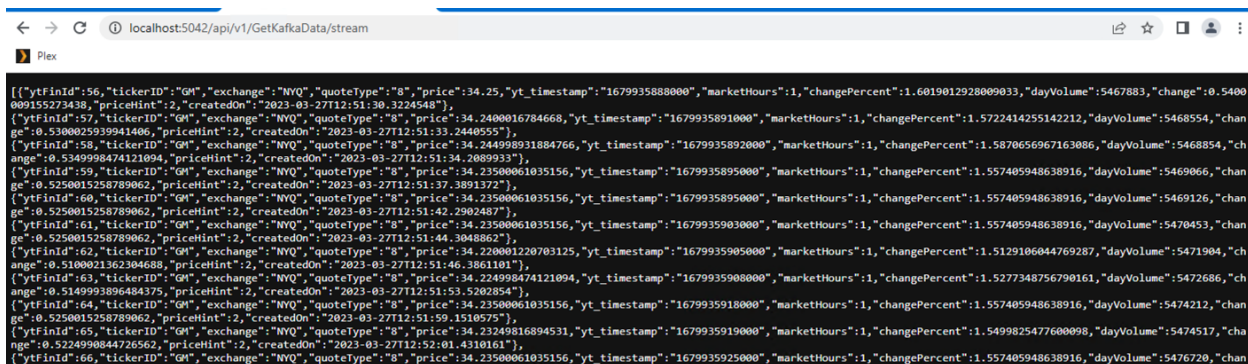 localhost:5042/api/v1/GetKafkaData/stream
Plex
[{"ytFinId":56,"tickerID":"GM","exchange":"NYQ","quoteType":"8","price":34.25,"yt_timestamp":"1679935888000","marketHours":1,"changePercent":1.6019012928009033,"dayVolume":5467883,"change":0.5400
009155273438,"priceHint":2,"createdOn":"2023-03-27T12:51:30.3224548"},
{"ytFinId":57,"tickerID":"GM","exchange":"NYQ","quoteType":"8","price":34.2400016784668,"yt_timestamp":"1679935891000","marketHours":1,"changePercent":1.5722414255142212,"dayVolume":5468554,"chan
ge":0.5300025939941406,"priceHint":2,"createdOn":"2023-03-27T12:51:33.2440555"},
{"ytFinId":58,"tickerID":"GM","exchange":"NYQ","quoteType":"8","price":34.244998931884766,"yt_timestamp":"1679935892000","marketHours":1,"changePercent":1.5870656967163086,"dayVolume":5468854,"ch
ange":0.5349998474121094,"priceHint":2,"createdOn":"2023-03-27T12:51:34.2089933"},
{"ytFinId":59,"tickerID":"GM","exchange":"NYQ","quoteType":"8","price":34.23500061035156,"yt_timestamp":"1679935895000","marketHours":1,"changePercent":1.557405948638916,"dayVolume":5469066,"chan
ge":0.5250015258789062,"priceHint":2,"createdOn":"2023-03-27T12:51:37.3891372"},
{"ytFinId":60,"tickerID":"GM","exchange":"NYQ","quoteType":"8","price":34.23500061035156,"yt_timestamp":"1679935895000","marketHours":1,"changePercent":1.557405948638916,"dayVolume":5469126,"chan
ge":0.5250015258789062,"priceHint":2,"createdOn":"2023-03-27T12:51:42.2902487"},
{"ytFinId":61,"tickerID":"GM","exchange":"NYQ","quoteType":"8","price":34.23500061035156,"yt_timestamp":"1679935903000","marketHours":1,"changePercent":1.557405948638916,"dayVolume":5470453,"chan
ge":0.5250015258789062,"priceHint":2,"createdOn":"2023-03-27T12:51:44.3048862"},
{"ytFinId":62,"tickerID":"GM","exchange":"NYQ","quoteType":"8","price":34.220001220703125,"yt_timestamp":"1679935905000","marketHours":1,"changePercent":1.5129106044769287,"dayVolume":5471904,"ch
ange":0.5100021362304688,"priceHint":2,"createdOn":"2023-03-27T12:51:46.3861101"},
{"ytFinId":63,"tickerID":"GM","exchange":"NYQ","quoteType":"8","price":34.224998474121094,"yt_timestamp":"1679935908000","marketHours":1,"changePercent":1.5277348756790161,"dayVolume":5472686,"ch
ange":0.5149993896484375,"priceHint":2,"createdOn":"2023-03-27T12:51:53.5202854"},
{"ytFinId":64,"tickerID":"GM","exchange":"NYQ","quoteType":"8","price":34.23500061035156,"yt_timestamp":"1679935918000","marketHours":1,"changePercent":1.557405948638916,"dayVolume":5474212,"chan
ge":0.5250015258789062,"priceHint":2,"createdOn":"2023-03-27T12:51:59.1510575"},
{"ytFinId":65,"tickerID":"GM","exchange":"NYQ","quoteType":"8","price":34.23249816894531,"yt_timestamp":"1679935919000","marketHours":1,"changePercent":1.5499825477600098,"dayVolume":5474517,"cha
nge":0.5224990844726562,"priceHint":2,"createdOn":"2023-03-27T12:52:01.4310161"},
{"ytFinId":66,"tickerID":"GM","exchange":"NYQ","quoteType":"8","price":34.23500061035156,"yt_timestamp":"1679935925000","marketHours":1,"changePercent":1.557405948638916,"dayVolume":5476720,"chan